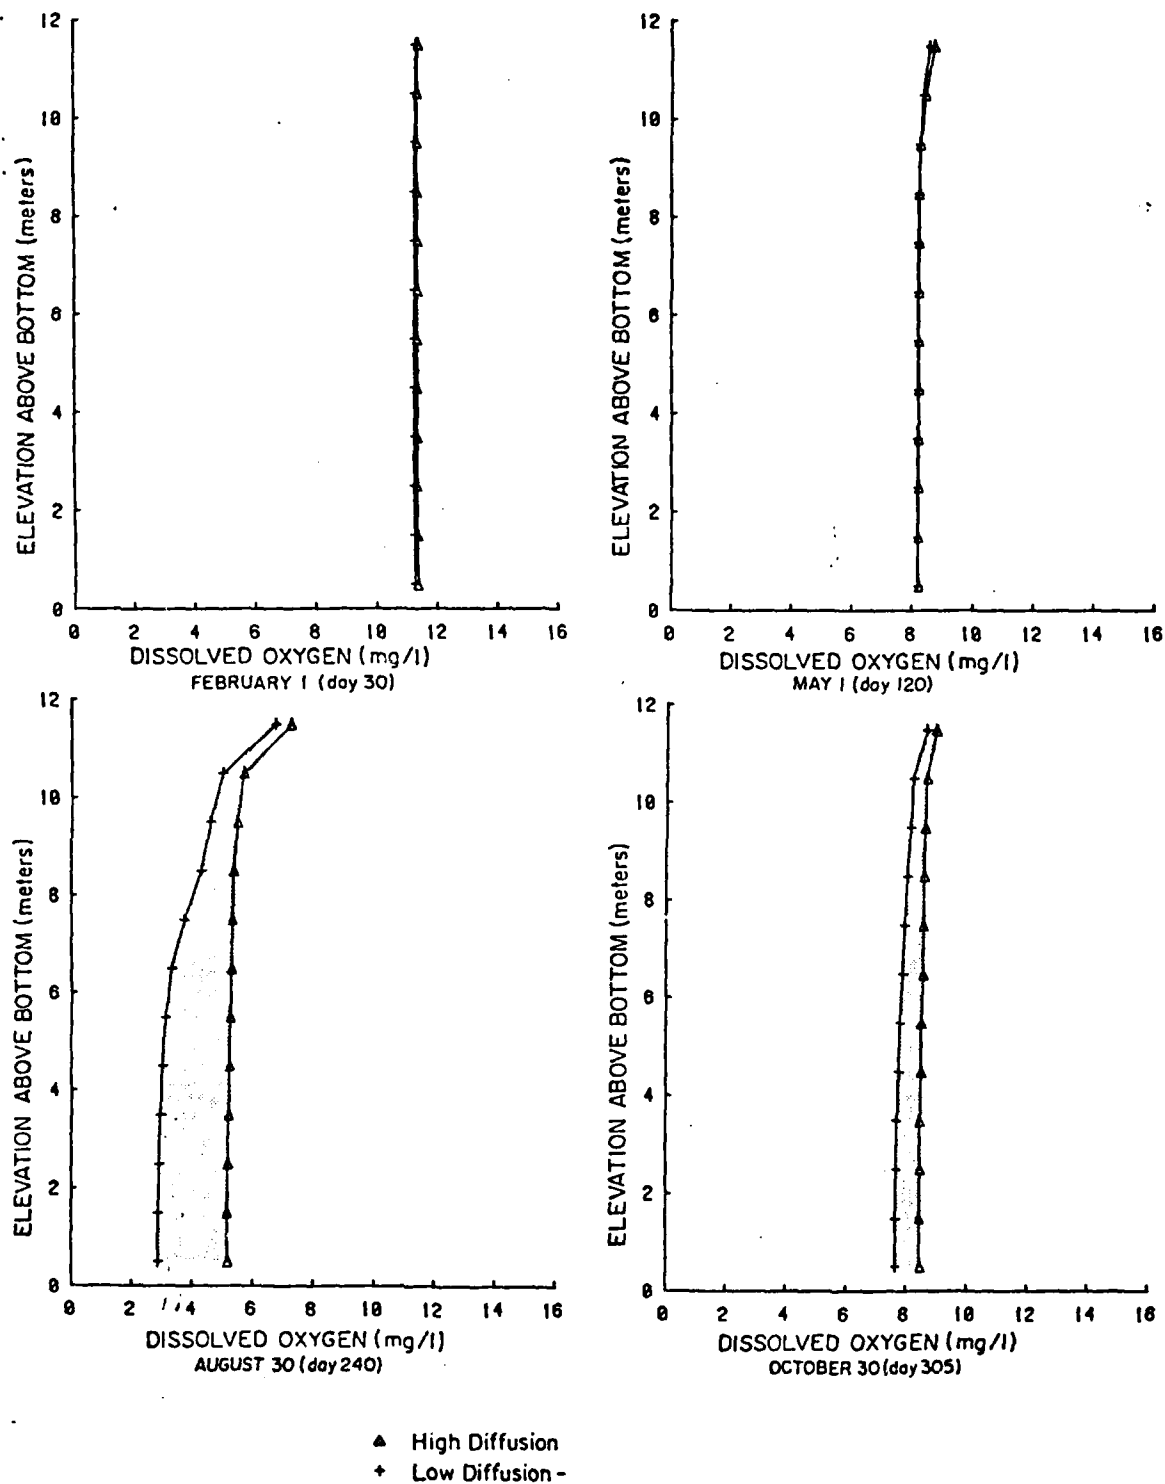 12
10
8
6
4
2
0
ELEVATION ABOVE BOTTOM (meters)
0 2 4 6 8 10 12 14 16
DISSOLVED OXYGEN (mg/l)
FEBRUARY 1 (day 30)
12
10
8
6
4
2
0
ELEVATION ABOVE BOTTOM (meters)
0 2 4 6 8 10 12 14 16
DISSOLVED OXYGEN (mg/l)
MAY 1 (day 120)
12
10
8
6
4
2
0
ELEVATION ABOVE BOTTOM (meters)
0 2 4 6 8 10 12 14 16
DISSOLVED OXYGEN (mg/l)
AUGUST 30 (day 240)
12
10
8
6
4
2
0
ELEVATION ABOVE BOTTOM (meters)
0 2 4 6 8 10 12 14 16
DISSOLVED OXYGEN (mg/l)
OCTOBER 30 (day 305)
High Diffusion
Low Diffusion -